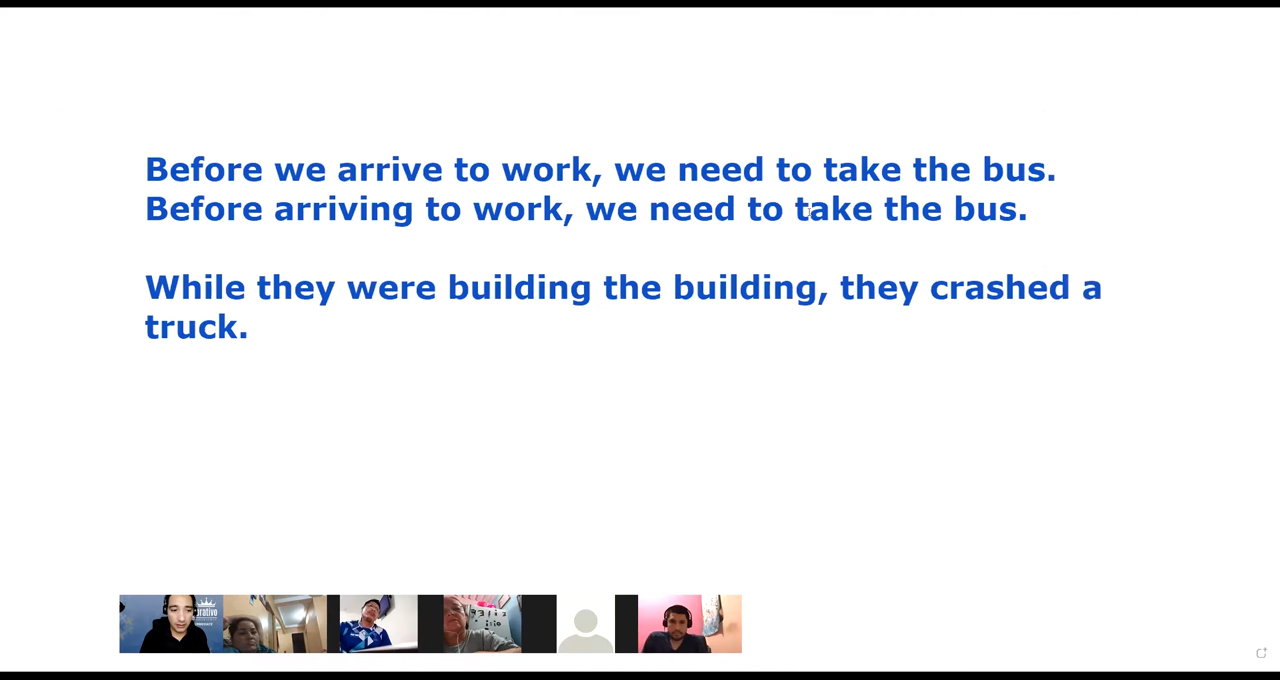 Before we arrive to work, we need to take the bus.
Before arriving to work, we need to take the bus.
While they were building the building, they crashed a
truck.